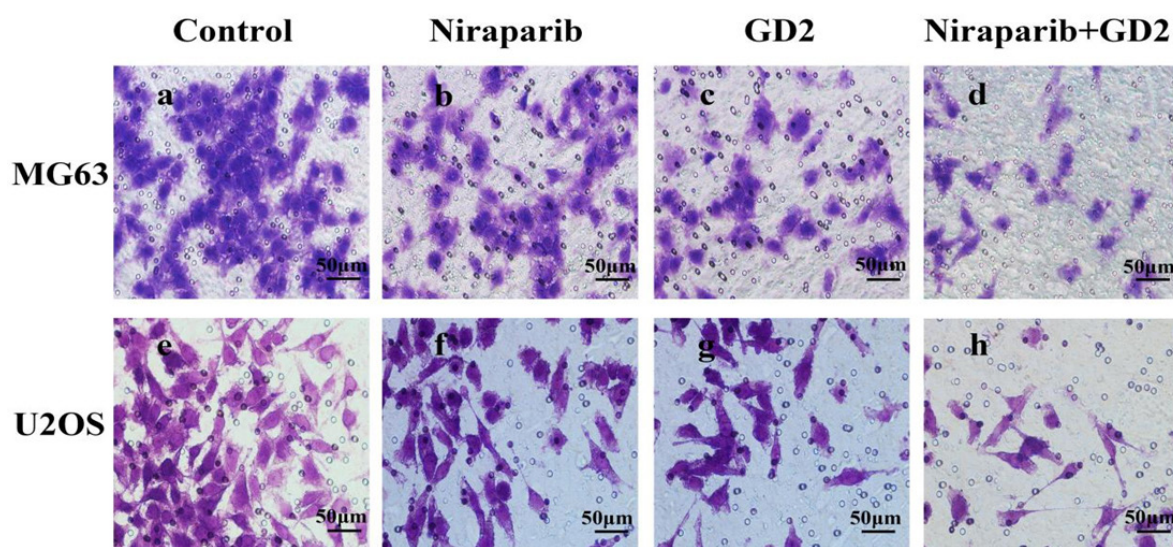 Control Niraparib GD2 Niraparib+GD2
MG63
a b c d
50μm 50μm 50μm 50μm
U2OS
e f g h
50μm 50μm 50μm 50μm